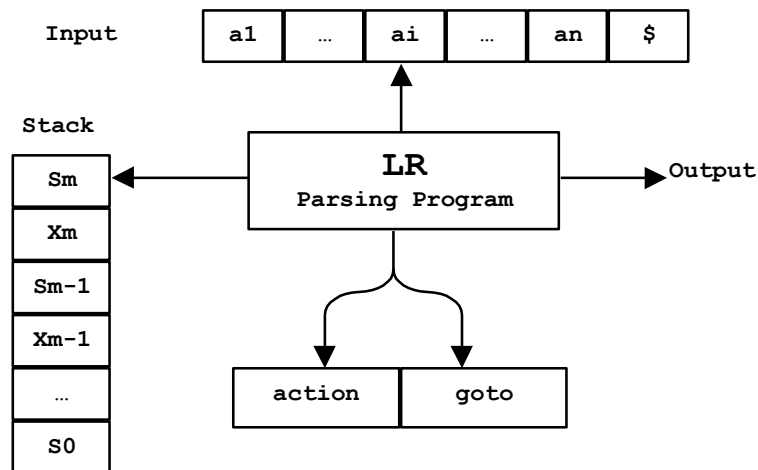 Input a1 … ai … an $
Stack
LR
Parsing Program
Output
Sm
Xm
Sm-1
Xm-1
…
S0
action goto